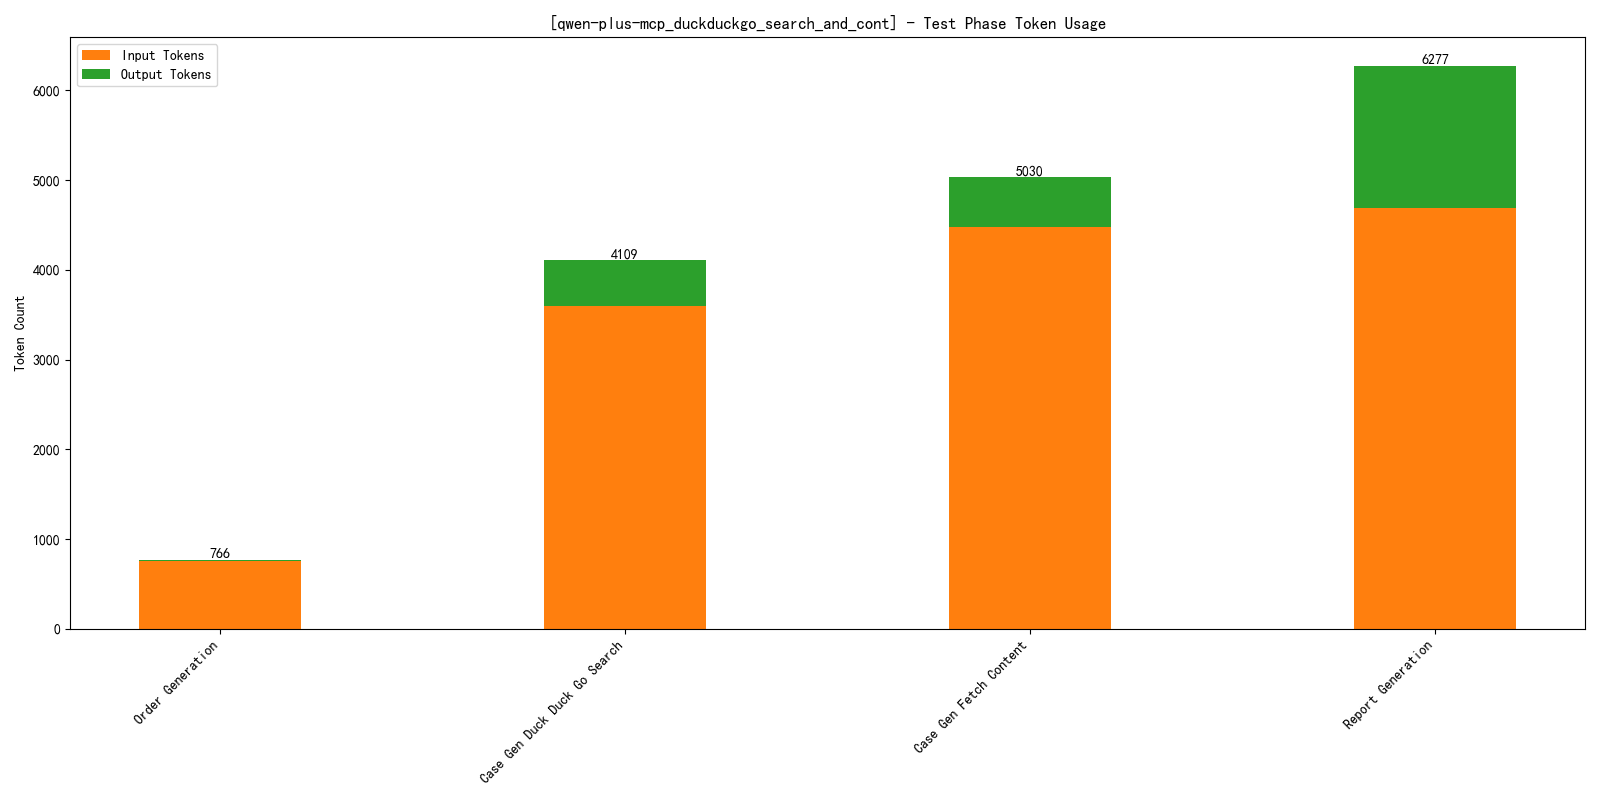 [qwen-plus-mcp_duckduckgo_search_and_cont] - Test Phase Token Usage
Input Tokens
Output Tokens
6277
6000
5030
5000
4109
4000
3000
2000
1000
766
0
Token Count
Order Generation
Case Gen Duck Duck Go Search
Case Gen Fetch Content
Report Generation